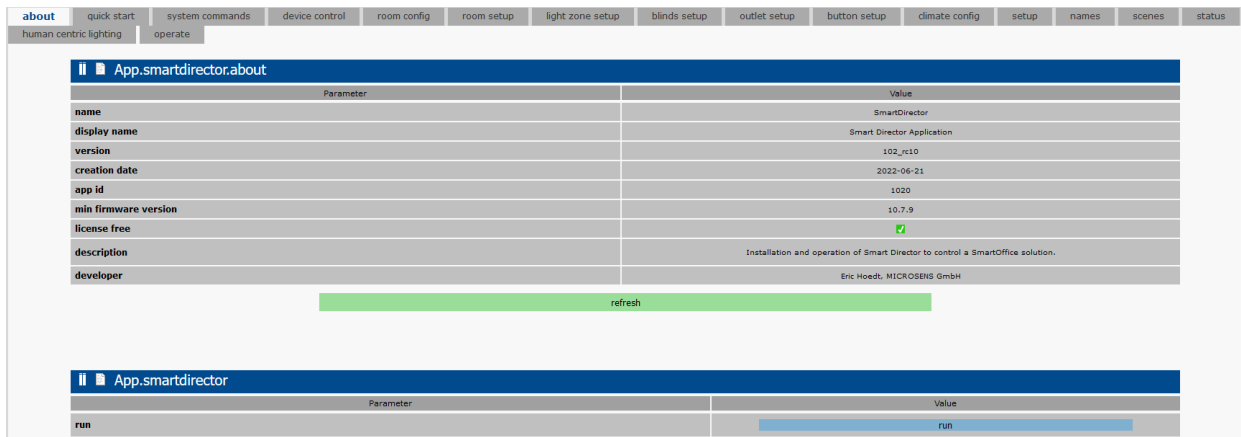 about quick start system commands device control room config room setup light zone setup blinds setup outlet setup button setup climate config setup names scenes status
human centric lighting operate
App.smartdirector.about
Parameter Value
name SmartDirector
display name Smart Director Application
version 102_rc10
creation date 2022-06-21
app id 1020
min firmware version 10.7.9
license free
description Installation and operation of Smart Director to control a SmartOffice solution.
developer Eric Hoedt, MICROSENS GmbH
refresh
App.smartdirector
Parameter Value
run run